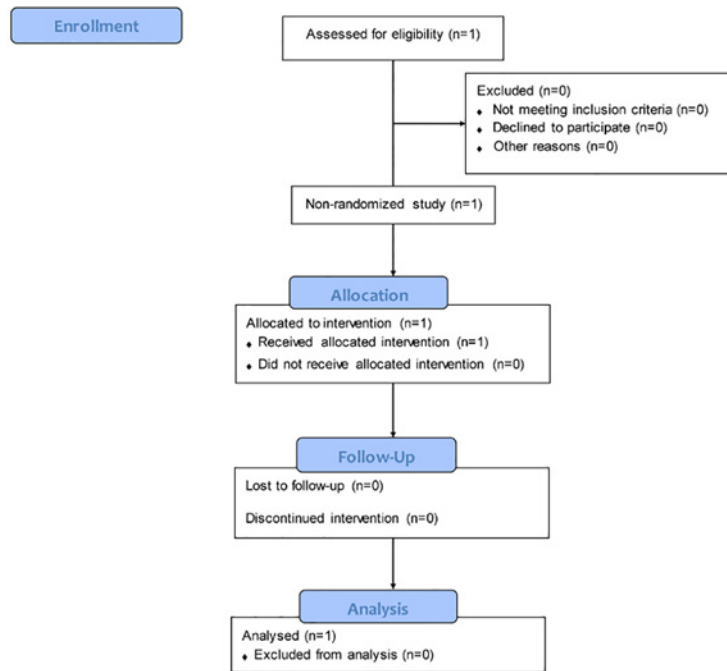 Enrollment
Assessed for eligibility (n=1)
Excluded (n=0)
⬧ Not meeting inclusion criteria (n=0)
⬧ Declined to participate (n=0)
⬧ Other reasons (n=0)
Non-randomized study (n=1)
Allocation
Allocated to intervention (n=1)
⬧ Received allocated intervention (n=1)
⬧ Did not receive allocated intervention (n=0)
Follow-Up
Lost to follow-up (n=0)
Discontinued intervention (n=0)
Analysis
Analysed (n=1)
⬧ Excluded from analysis (n=0)